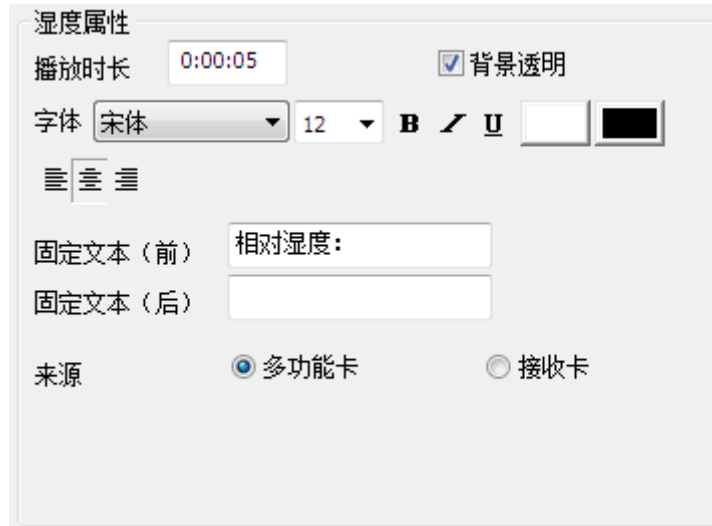 湿度属性
播放时长 0:00:05 背景透明
字体 宋体 12 B I U
固定文本（前） 相对湿度：
固定文本（后）
来源 多功能卡 接收卡